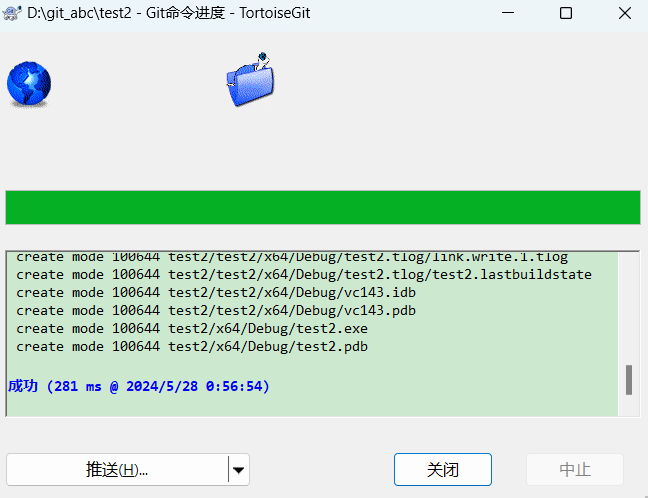 D:\git_abc\test2 - Git命令进度 - TortoiseGit
create mode 100644 test2/test2/x64/Debug/test2.tlog/link.write.1.tlog
create mode 100644 test2/test2/x64/Debug/test2.tlog/test2.lastbuildstate
create mode 100644 test2/test2/x64/Debug/vc143.idb
create mode 100644 test2/test2/x64/Debug/vc143.pdb
create mode 100644 test2/x64/Debug/test2.exe
create mode 100644 test2/x64/Debug/test2.pdb
成功 (281 ms @ 2024/5/28 0:56:54)
推送(H)...
关闭
中止